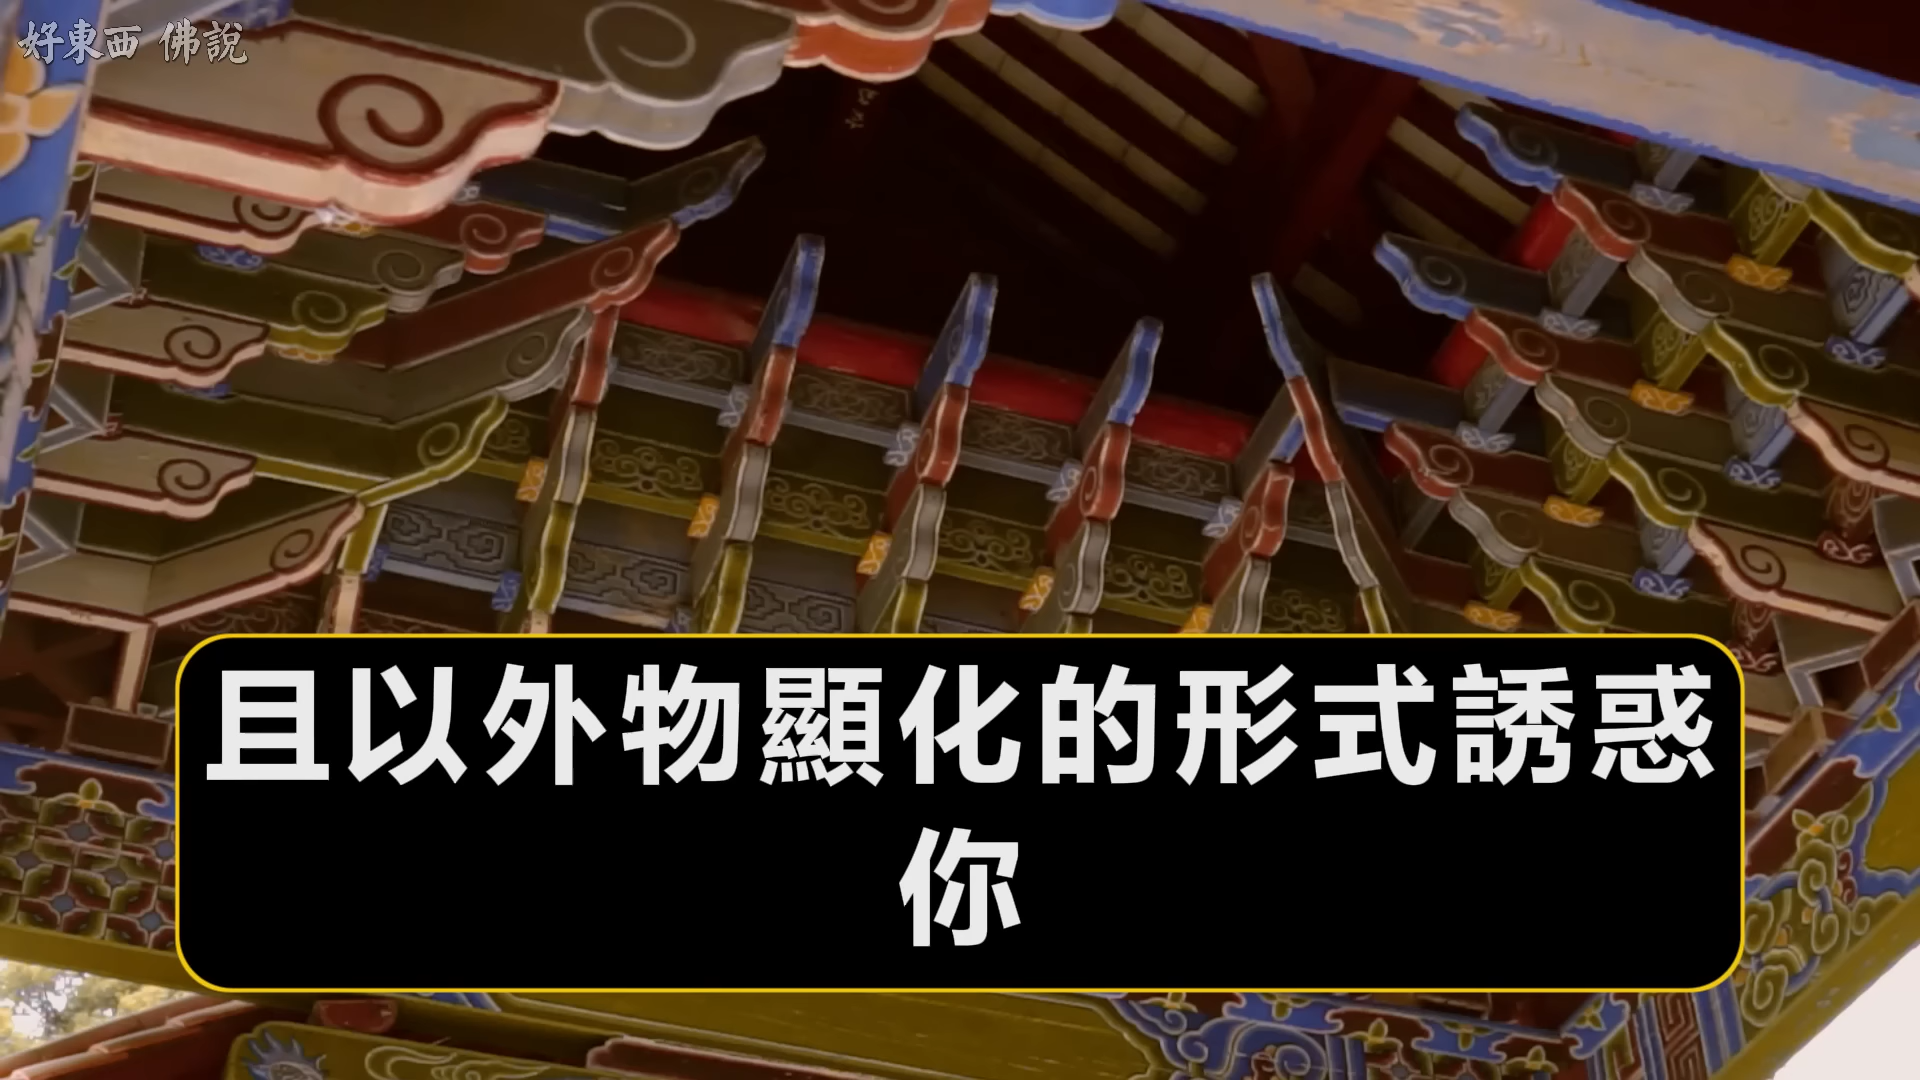 好東西 佛說
且以外物顯化的形式誘惑
你